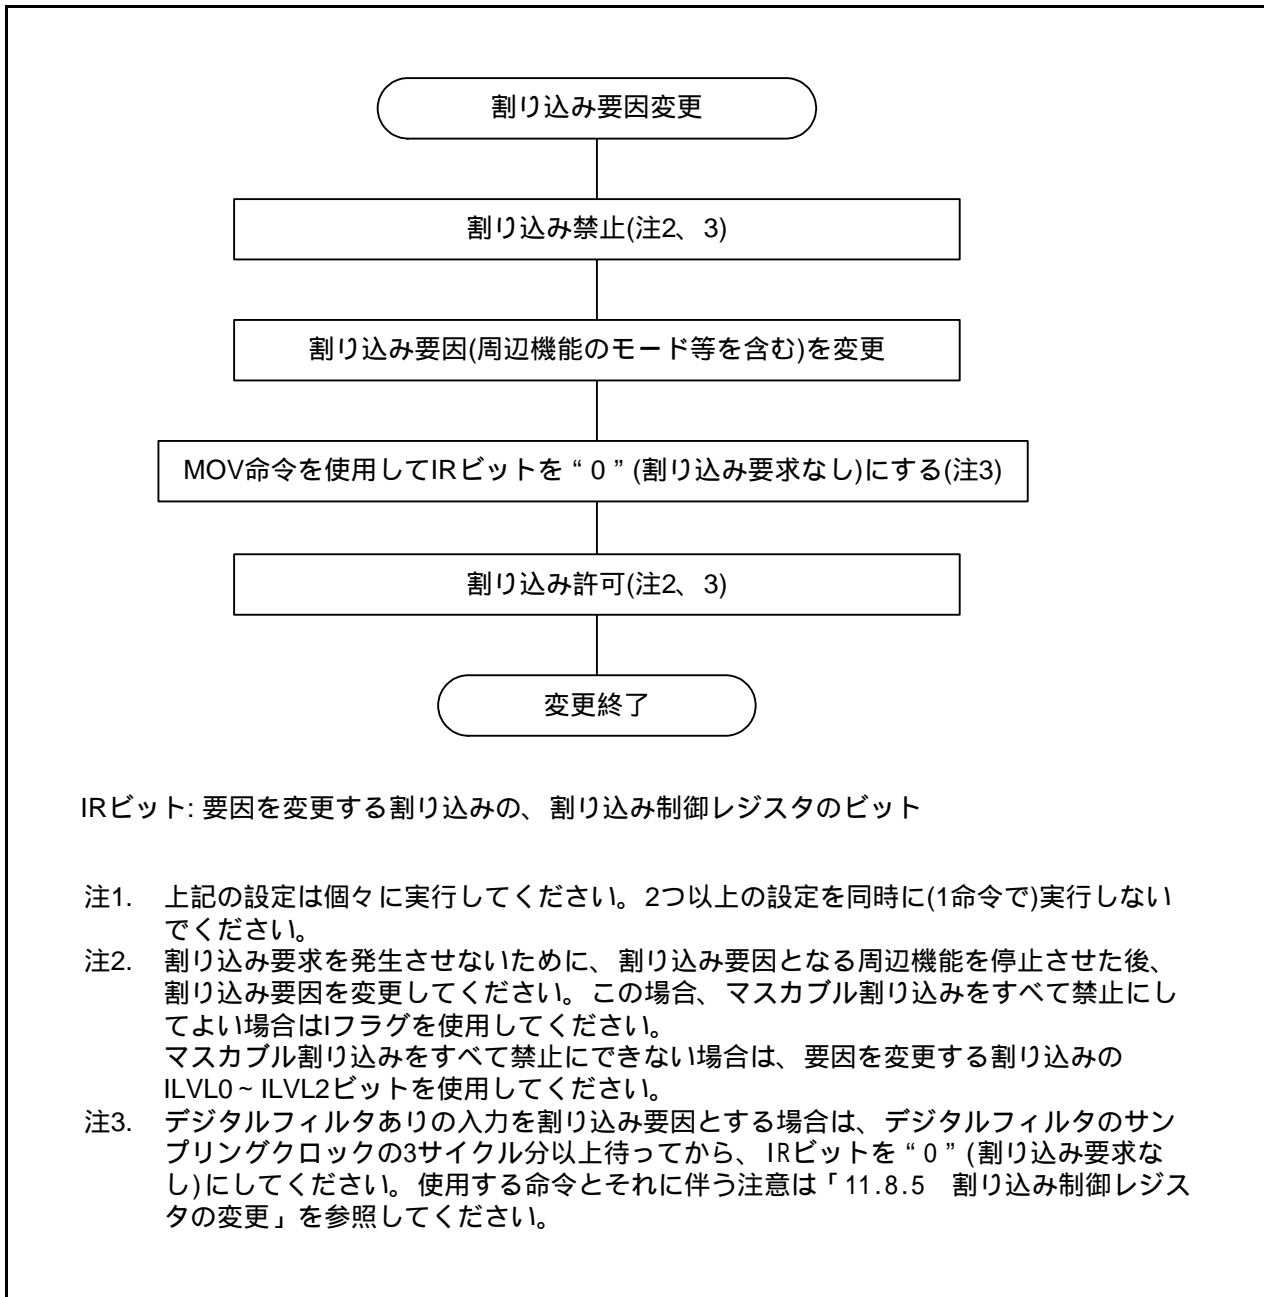 割り込み要因変更
割り込み禁止(注2、3)
割り込み要因(周辺機能のモード等を含む)を変更
MOV命令を使用してIRビットを“0”(割り込み要求なし)にする(注3)
割り込み許可(注2、3)
変更終了
IRビット: 要因を変更する割り込みの、割り込み制御レジスタのビット
注1. 上記の設定は個々に実行してください。2つ以上の設定を同時に(1命令で)実行しない
でください。
注2. 割り込み要求を発生させないために、割り込み要因となる周辺機能を停止させた後、
割り込み要因を変更してください。この場合、マスカブル割り込みをすべて禁止にし
てよい場合はIフラグを使用してください。
マスカブル割り込みをすべて禁止にできない場合は、要因を変更する割り込みの
ILVL0~ILVL2ビットを使用してください。
注3. デジタルフィルタありの入力を割り込み要因とする場合は、デジタルフィルタのサン
プリングクロックの3サイクル分以上待ってから、IRビットを“0”(割り込み要求な
し)にしてください。使用する命令とそれに伴う注意は「11.8.5 割り込み制御レジス
タの変更」を参照してください。